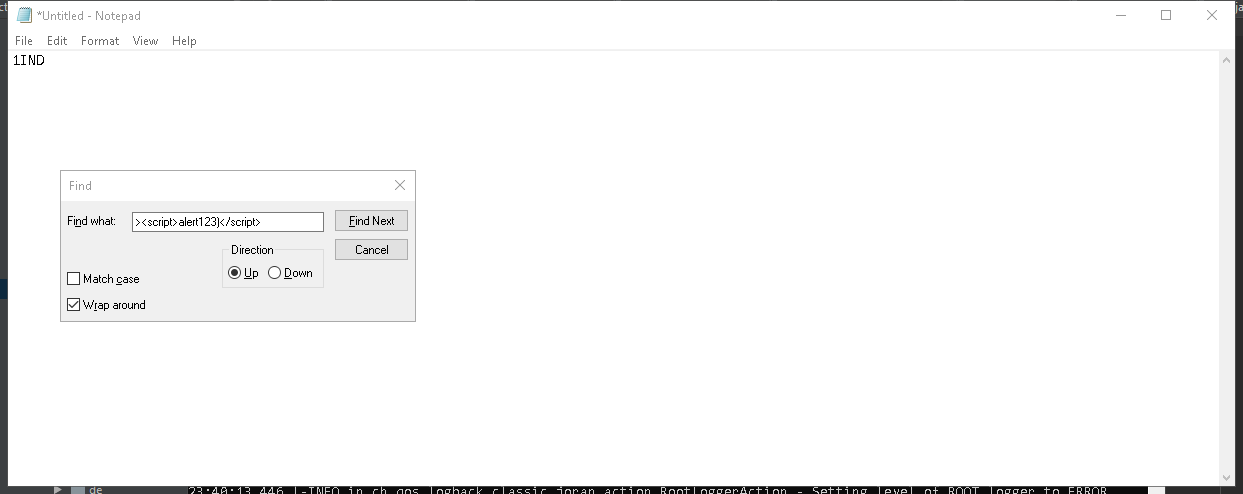 *Untitled - Notepad
File Edit Format View Help
1IND
Find
Find what: ><script>alert123}</script> Find Next
Direction Cancel
Up Down
Match case
Wrap around
de 23:40:13,446 |-INFO in ch.qos.logback.classic.joran.action.RootLoggerAction - Setting level of ROOT logger to ERROR